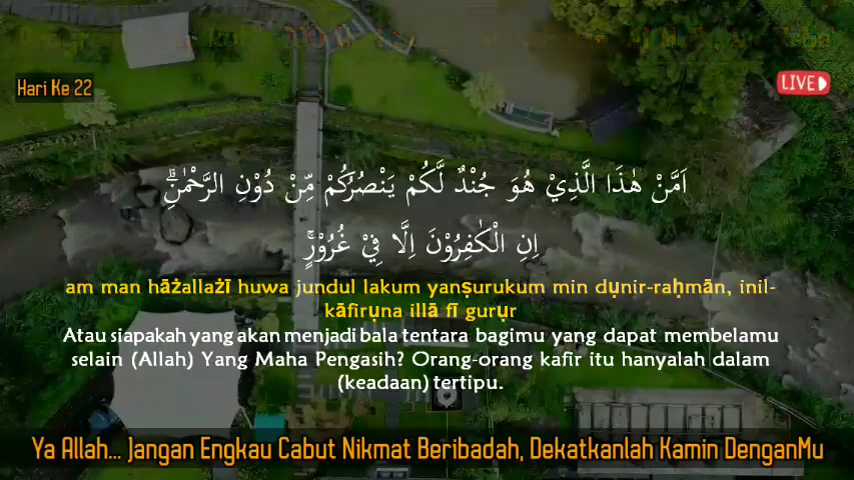 Hari Ke 22
LIVE
اَمَّنْ هٰذَا الَّذِيْ هُوَ جُنْدٌ لَّكُمْ يَنْصُرُكُمْ مِّنْ دُوْنِ الرَّحْمٰنِۗ
اِنِ الْكٰفِرُوْنَ اِلَّا فِيْ غُرُوْرٍۚ
am man hāżallażī huwa jundul lakum yanṣurukum min dụnir-raḥmān, inil-
kāfirụna illā fī gurụr
Atau siapakah yang akan menjadi bala tentara bagimu yang dapat membelamu
selain (Allah) Yang Maha Pengasih? Orang-orang kafir itu hanyalah dalam
(keadaan) tertipu.
Ya Allah... Jangan Engkau Cabut Nikmat Beribadah, Dekatkanlah Kamin DenganMu